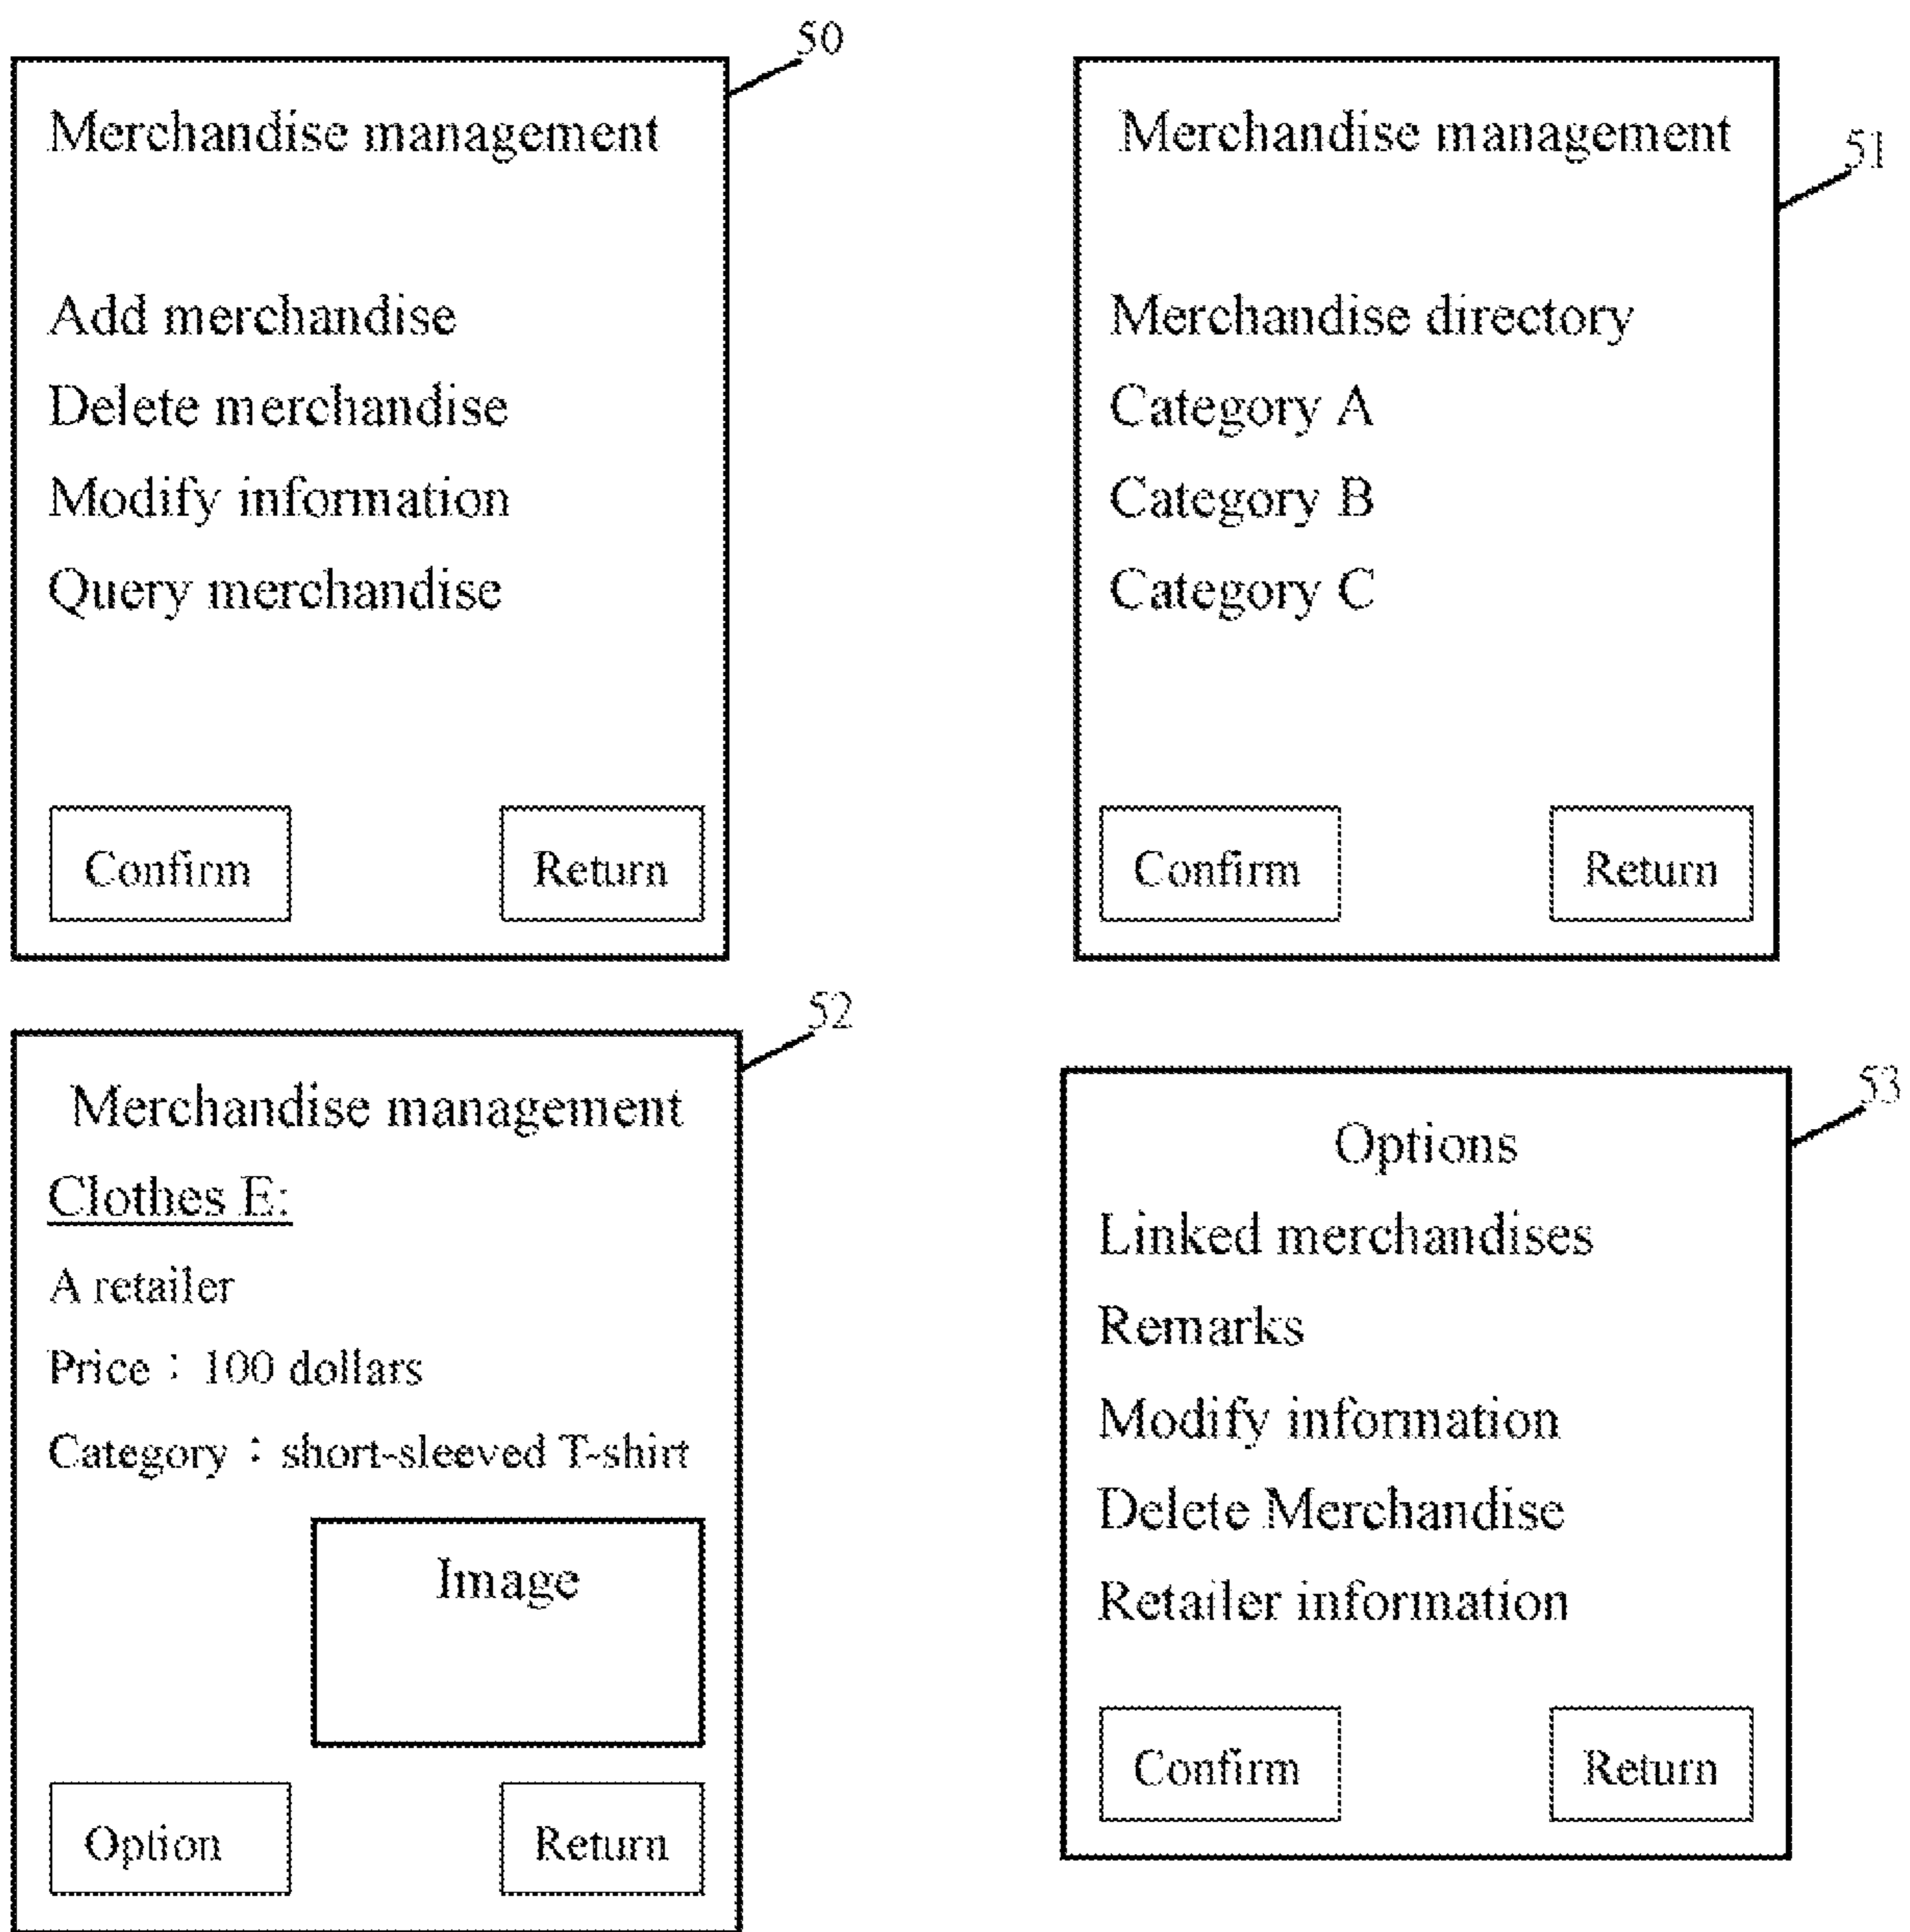 50
Merchandise management
Add merchandise
Delete merchandise
Modify information
Query merchandise
Confirm
Return
51
Merchandise management
Merchandise directory
Category A
Category B
Category C
Confirm
Return
52
Merchandise management
Clothes E:
A retailer
Price：100 dollars
Category：short-sleeved T-shirt
Image
Option
Return
53
Options
Linked merchandises
Remarks
Modify information
Delete Merchandise
Retailer information
Confirm
Return